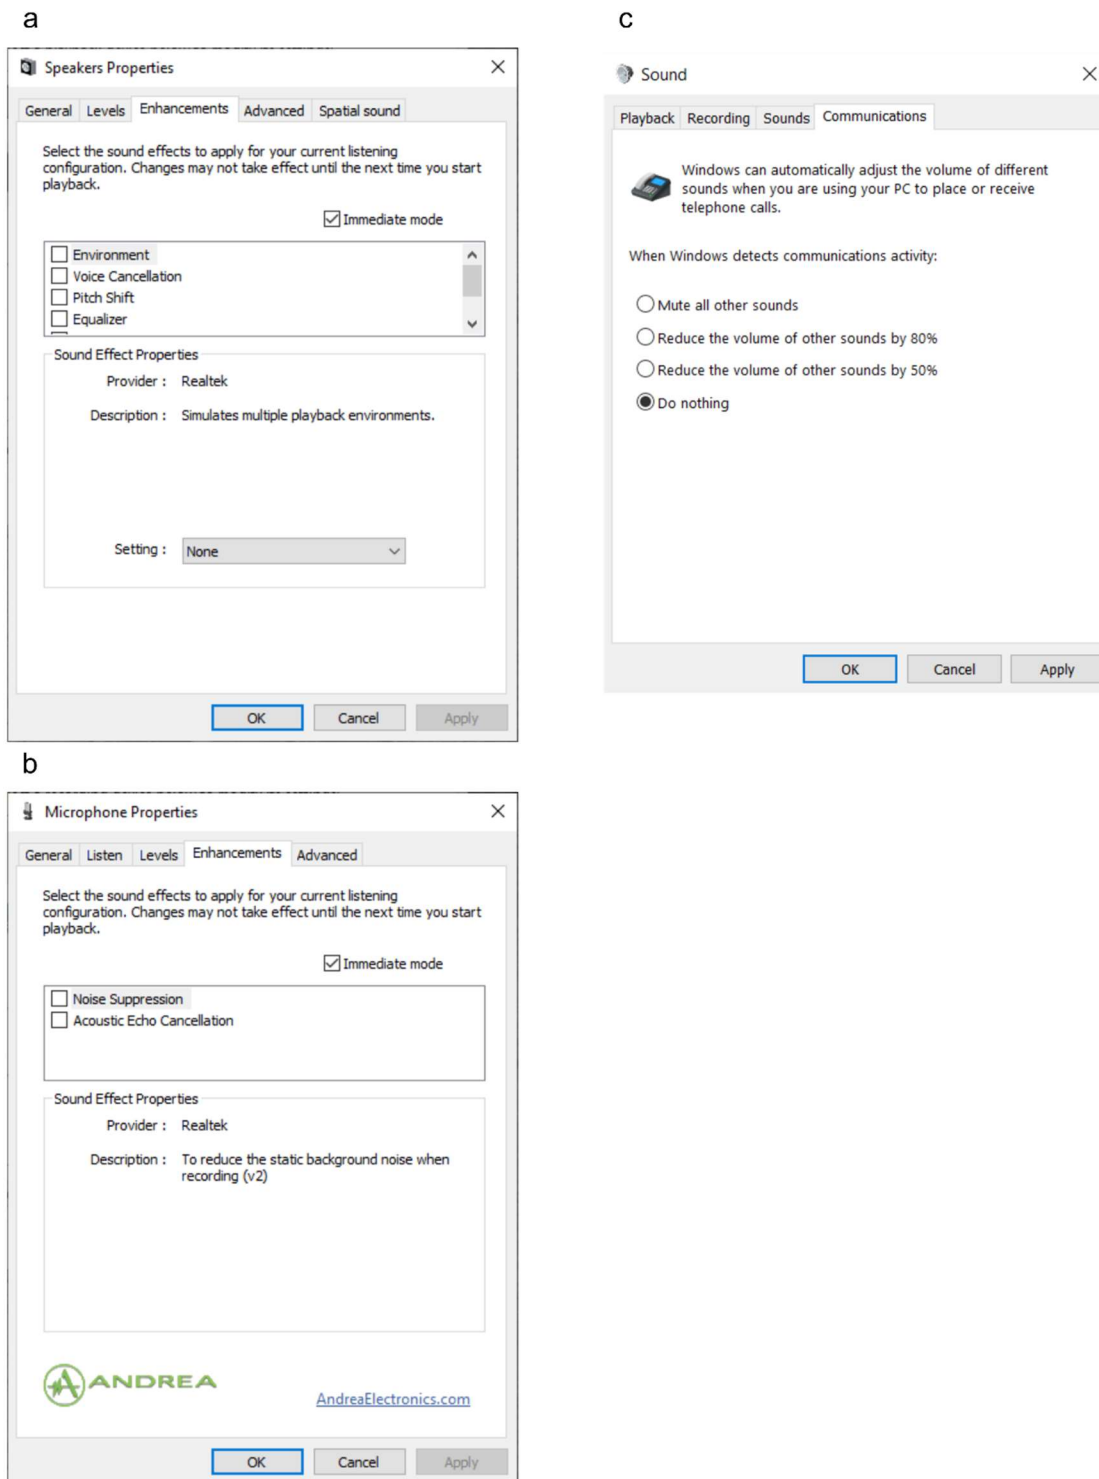 a
Speakers Properties
General Levels Enhancements Advanced Spatial sound
Select the sound effects to apply for your current listening
configuration. Changes may not take effect until the next time you start
playback.
Immediate mode
Environment
Voice Cancellation
Pitch Shift
Equalizer
Sound Effect Properties
Provider : Realtek
Description : Simulates multiple playback environments.
Setting : None
OK Cancel Apply
b
Microphone Properties
General Listen Levels Enhancements Advanced
Select the sound effects to apply for your current listening
configuration. Changes may not take effect until the next time you start
playback.
Immediate mode
Noise Suppression
Acoustic Echo Cancellation
Sound Effect Properties
Provider : Realtek
Description : To reduce the static background noise when
recording (v2)
ANDREA
AndreaElectronics.com
OK Cancel Apply
c
Sound
Playback Recording Sounds Communications
Windows can automatically adjust the volume of different
sounds when you are using your PC to place or receive
telephone calls.
When Windows detects communications activity:
Mute all other sounds
Reduce the volume of other sounds by 80%
Reduce the volume of other sounds by 50%
Do nothing
OK Cancel Apply